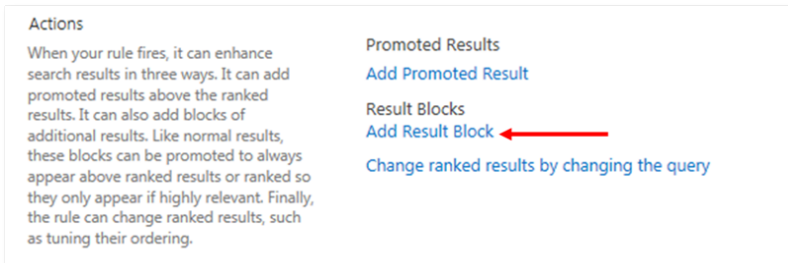 Actions
When your rule fires, it can enhance
search results in three ways. It can add
promoted results above the ranked
results. It can also add blocks of
additional results. Like normal results,
these blocks can be promoted to always
appear above ranked results or ranked so
they only appear if highly relevant. Finally,
the rule can change ranked results, such
as tuning their ordering.
Promoted Results
Add Promoted Result
Result Blocks
Add Result Block
Change ranked results by changing the query